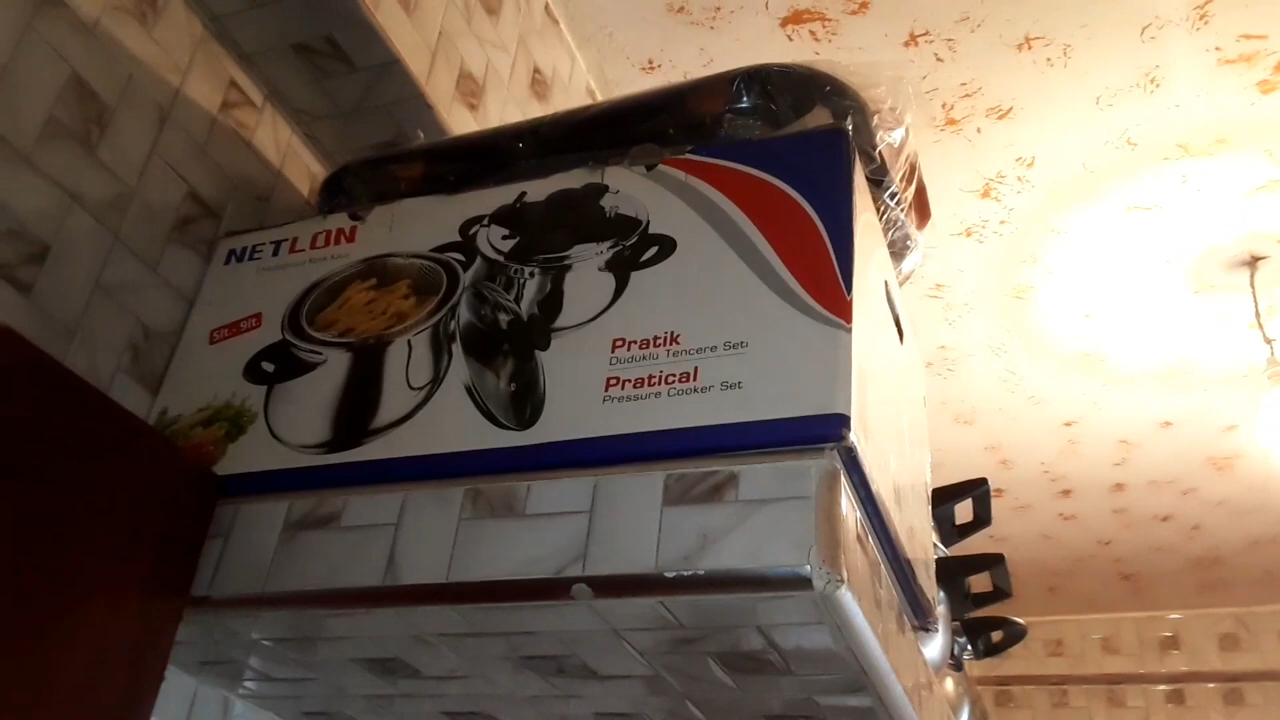 NETLON
5lt.- 9lt.
Pratik
Düdüklü Tencere Seti
Pratical
Pressure Cooker Set